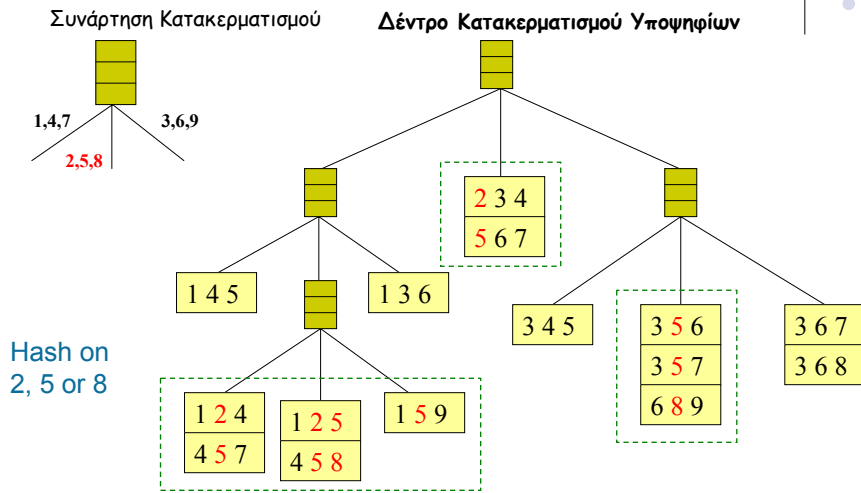 Συνάρτηση Κατακερματισμού
Δέντρο Κατακερματισμού Υποψηφίων
1,4,7
3,6,9
2,5,8
2 3 4
5 6 7
1 4 5
1 3 6
3 4 5
3 5 6
3 5 7
6 8 9
3 6 7
3 6 8
Hash on
2, 5 or 8
1 2 4
4 5 7
1 2 5
4 5 8
1 5 9